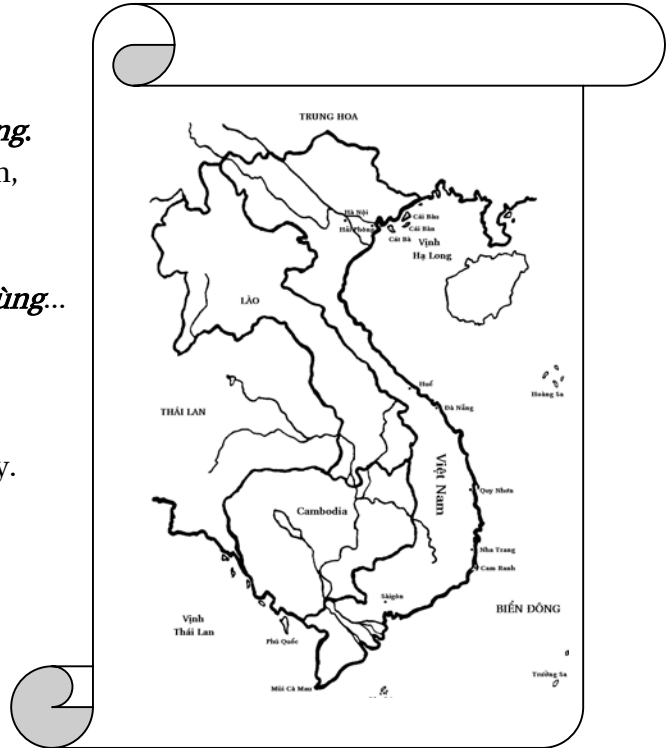 ng.
n,
ùng...
y.
TRUNG HOA
Hà Nội
Hải Phòng
Cái Bàu
Cái Bàn
Cát Bà
Vịnh
Hạ Long
LÀO
Hoàng Sa
Huế
Đà Nẵng
THÁI LAN
Việt Nam
Quy Nhơn
Cambodia
Nha Trang
Cam Ranh
Sàigòn
BIỂN ĐÔNG
Vịnh
Thái Lan
Phú Quốc
Trường Sa
Mũi Cà Mau